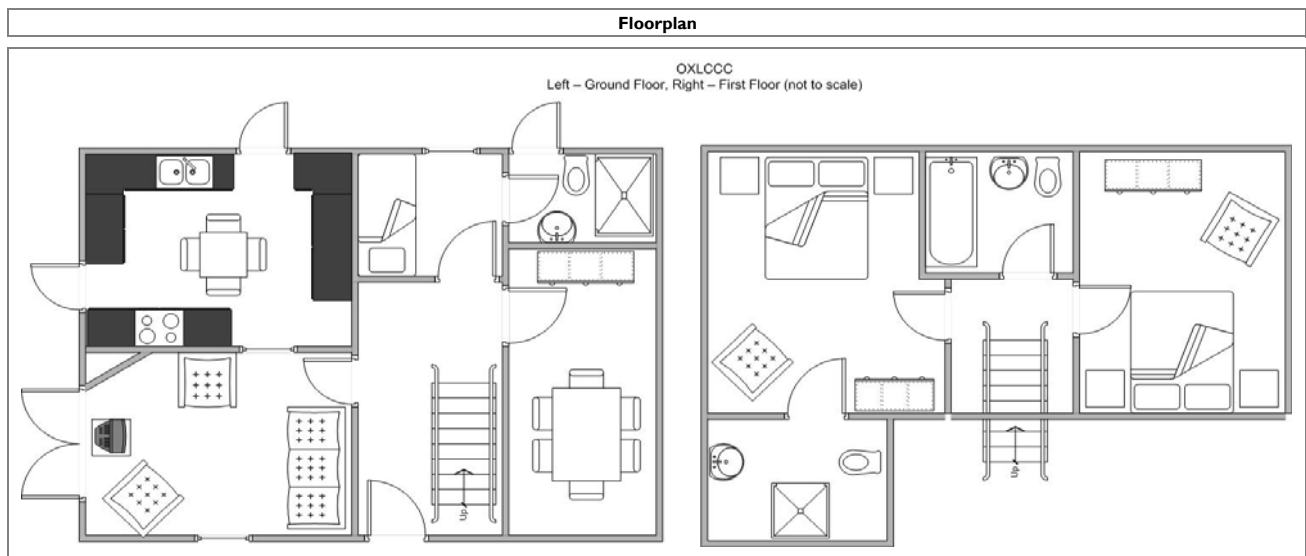 Floorplan
OXLCCC
Left – Ground Floor, Right – First Floor (not to scale)
Up
Up